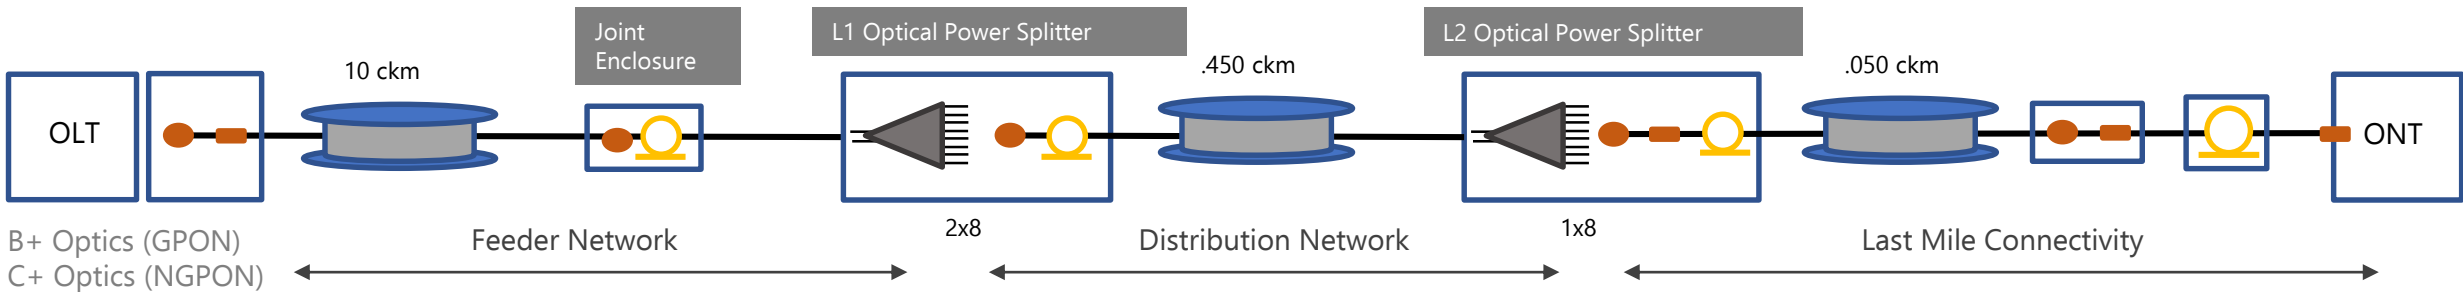 Joint
Enclosure
L1 Optical Power Splitter
L2 Optical Power Splitter
10 ckm
.450 ckm
.050 ckm
OLT
ONT
2x8
1x8
B+ Optics (GPON)
C+ Optics (NGPON)
Feeder Network
Distribution Network
Last Mile Connectivity